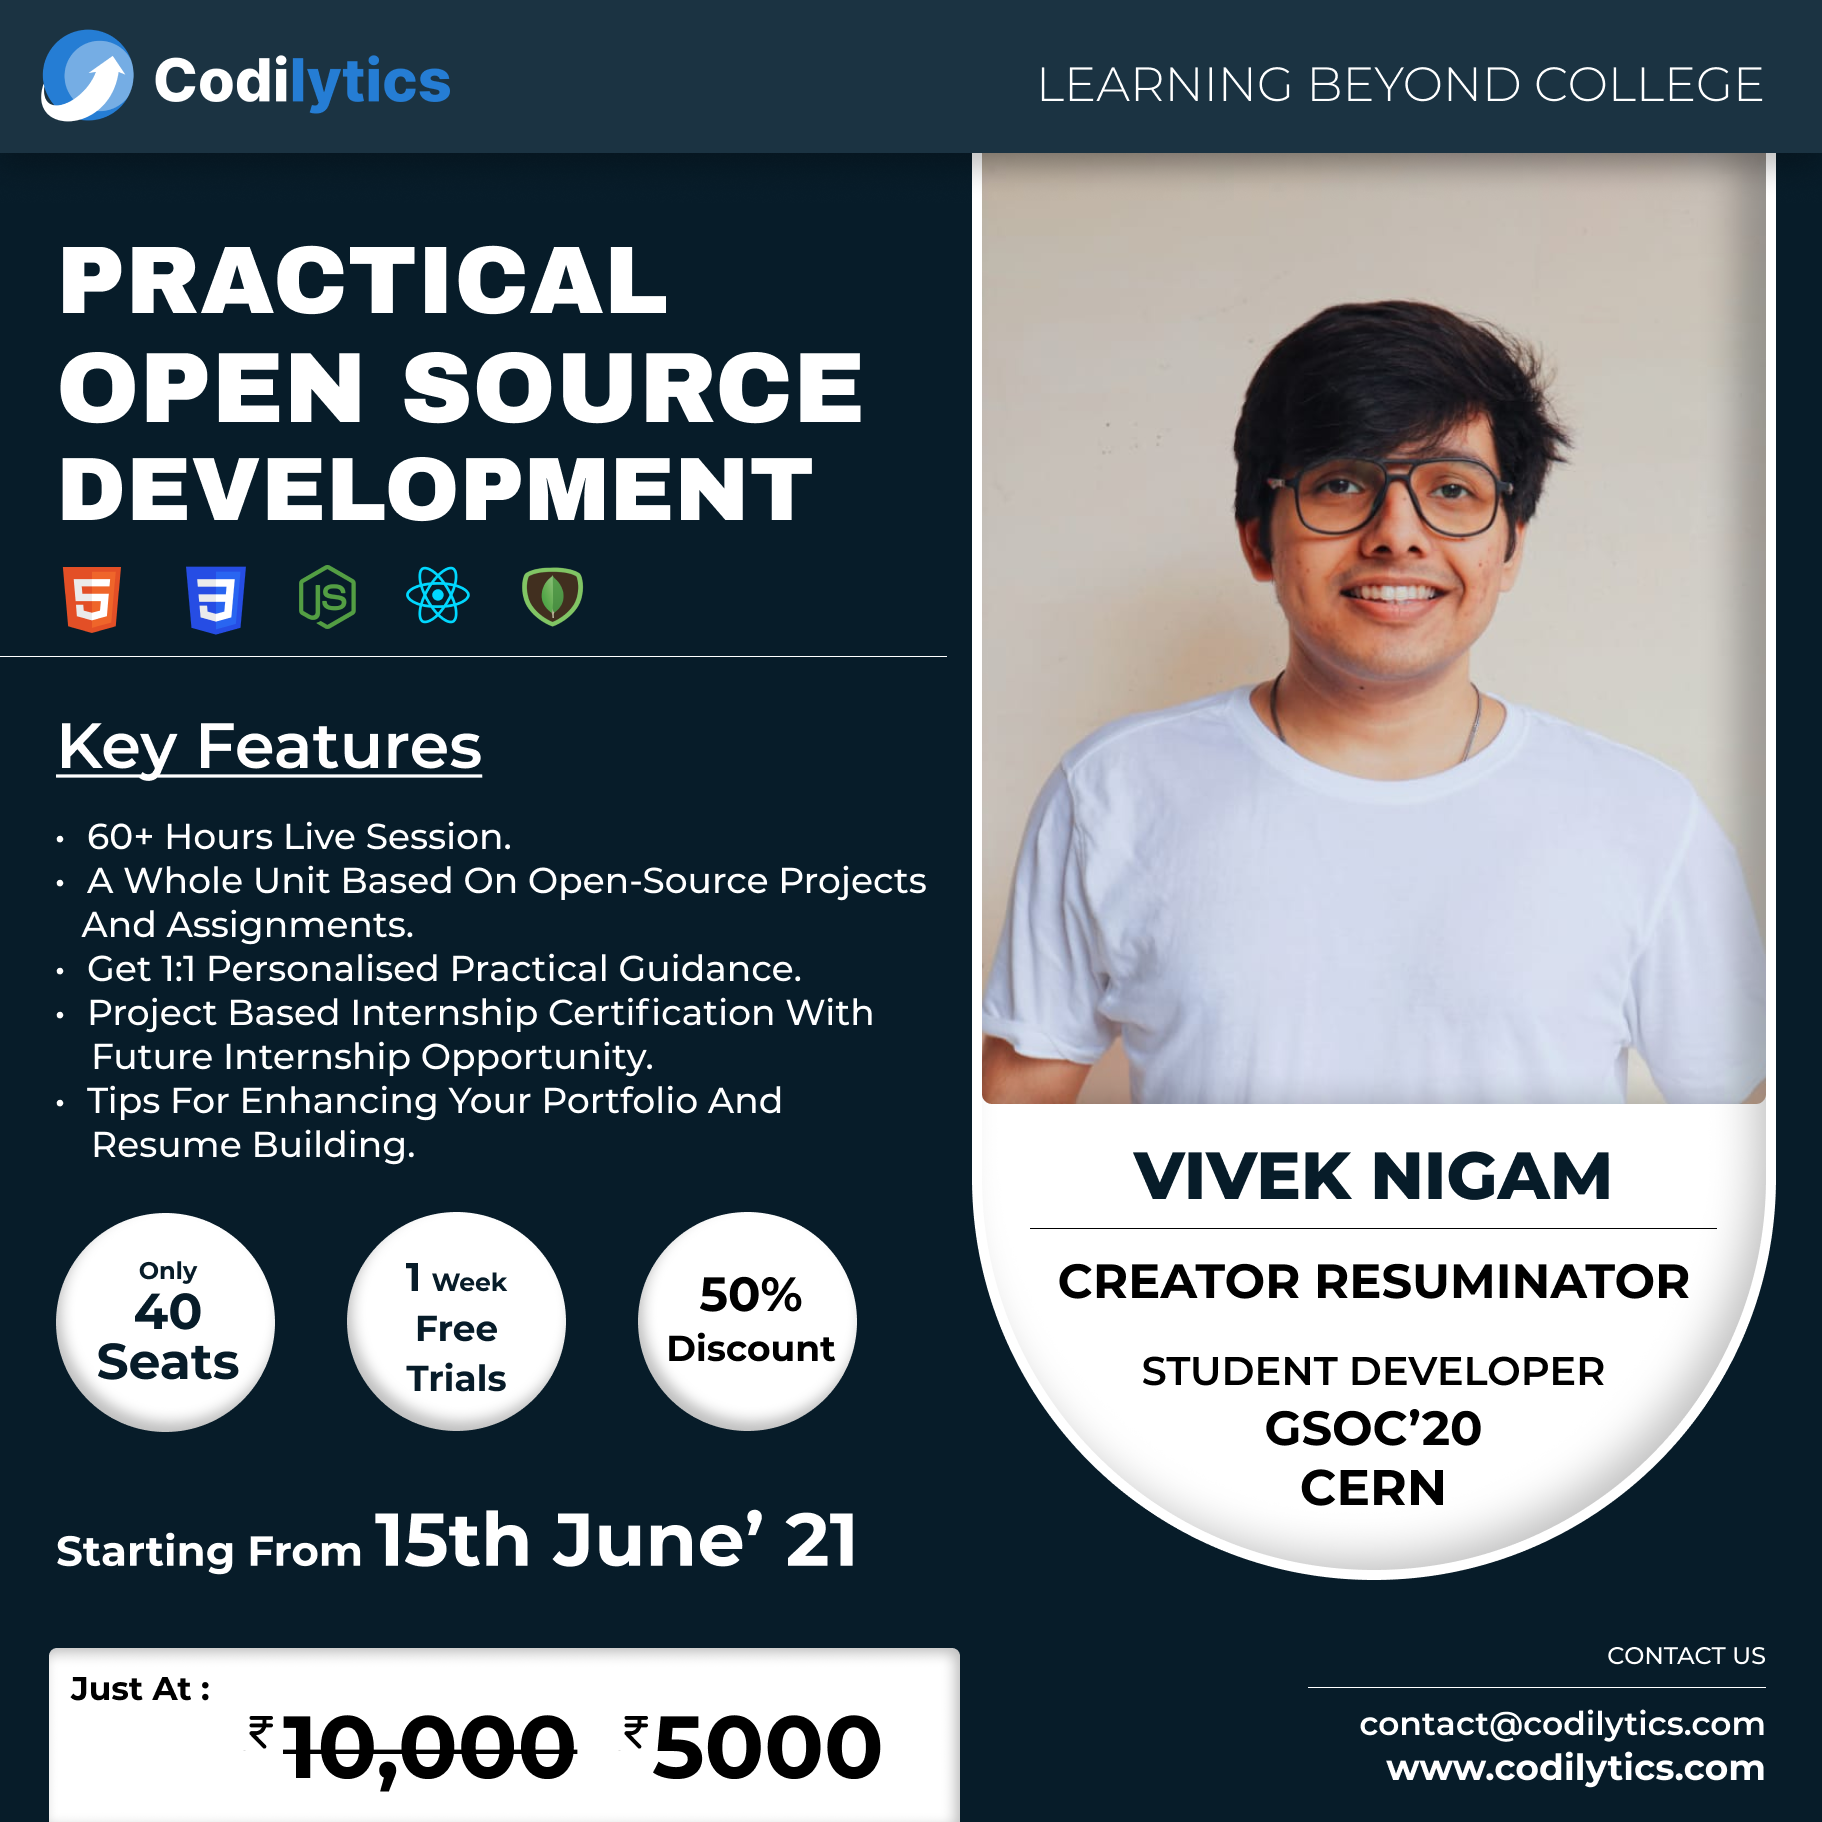 Codilytics
LEARNING BEYOND COLLEGE
PRACTICAL
OPEN SOURCE
DEVELOPMENT
5
3
JS
Key Features
• 60+ Hours Live Session.
• A Whole Unit Based On Open-Source Projects
And Assignments.
• Get 1:1 Personalised Practical Guidance.
• Project Based Internship Certification With
Future Internship Opportunity.
• Tips For Enhancing Your Portfolio And
Resume Building.
Only
40
Seats
1 Week
Free
Trials
50%
Discount
Starting From 15th June’ 21
Just At :
₹10,000 ₹5000
VIVEK NIGAM
CREATOR RESUMINATOR
STUDENT DEVELOPER
GSOC’20
CERN
CONTACT US
contact@codilytics.com
www.codilytics.com